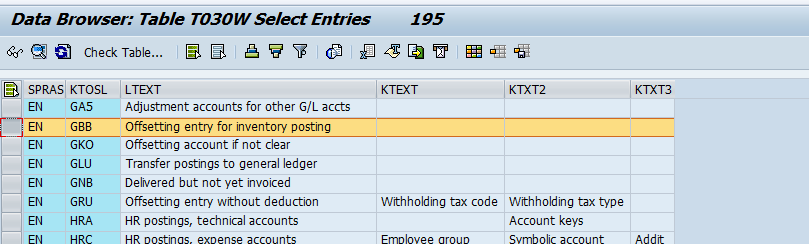 Data Browser: Table T030W Select Entries 195
Check Table...
SPRAS KTOSL LTEXT KTEXT KTXT2 KTXT3
EN GA5 Adjustment accounts for other G/L accts
EN GBB Offsetting entry for inventory posting
EN GKO Offsetting account if not clear
EN GLU Transfer postings to general ledger
EN GNB Delivered but not yet invoiced
EN GRU Offsetting entry without deduction Withholding tax code Withholding tax type
EN HRA HR postings, technical accounts Account keys
EN HRC HR postings, expense accounts Employee group Symbolic account Addit